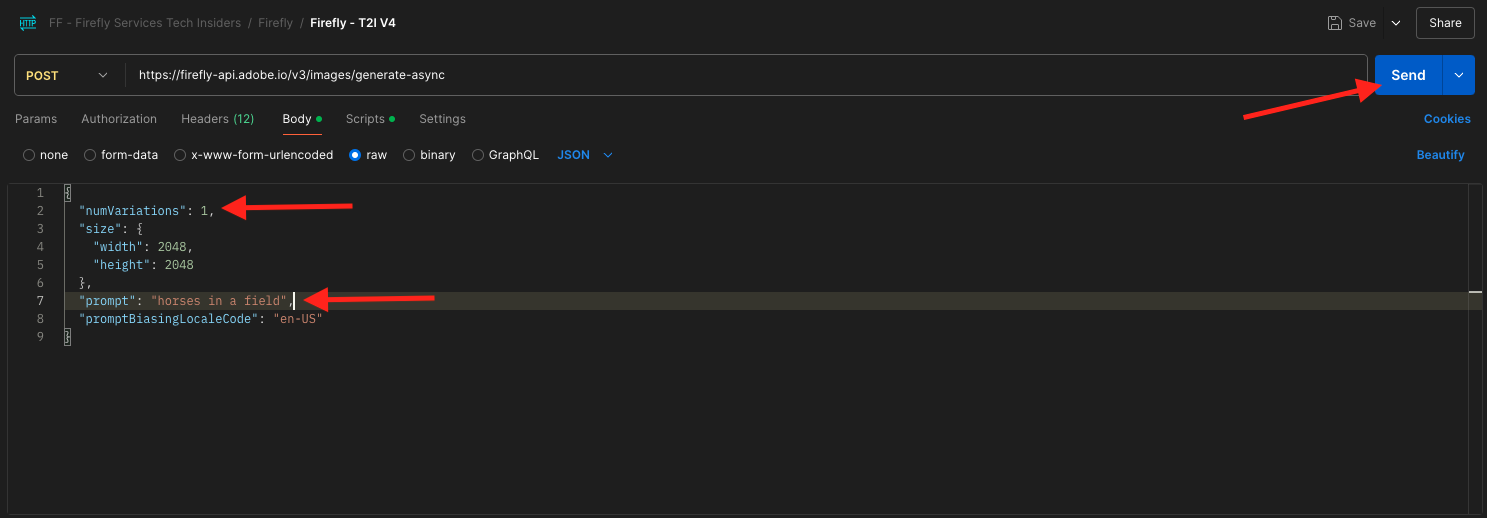 HTTP FF - Firefly Services Tech Insiders / Firefly / Firefly - T2I V4 Save Share
POST https://firefly-api.adobe.io/v3/images/generate-async Send
Params Authorization Headers (12) Body Scripts Settings Cookies
none form-data x-www-form-urlencoded raw binary GraphQL JSON Beautify
1 {
2 "numVariations": 1,
3 "size": {
4 "width": 2048,
5 "height": 2048
6 },
7 "prompt": "horses in a field",
8 "promptBiasingLocaleCode": "en-US"
9 }